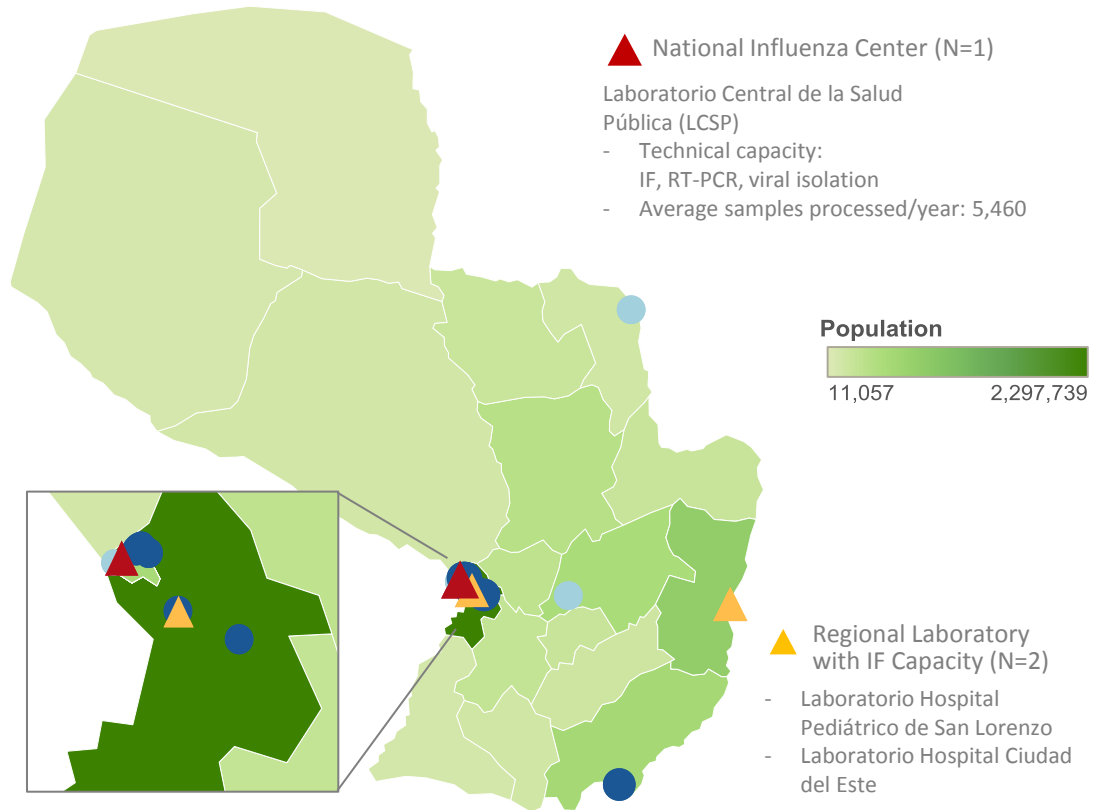 National Influenza Center (N=1)
Laboratorio Central de la Salud
Pública (LCSP)
- Technical capacity:
IF, RT-PCR, viral isolation
- Average samples processed/year: 5,460
Population
11,057 2,297,739
Regional Laboratory
with IF Capacity (N=2)
- Laboratorio Hospital
Pediátrico de San Lorenzo
- Laboratorio Hospital Ciudad
del Este